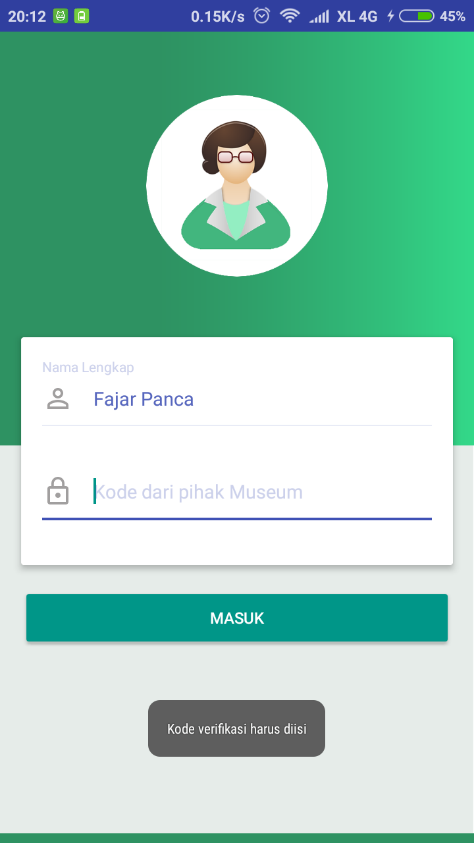 20:12 0.15K/s XL 4G 45%
Nama Lengkap
Fajar Panca
Kode dari pihak Museum
MASUK
Kode verifikasi harus diisi